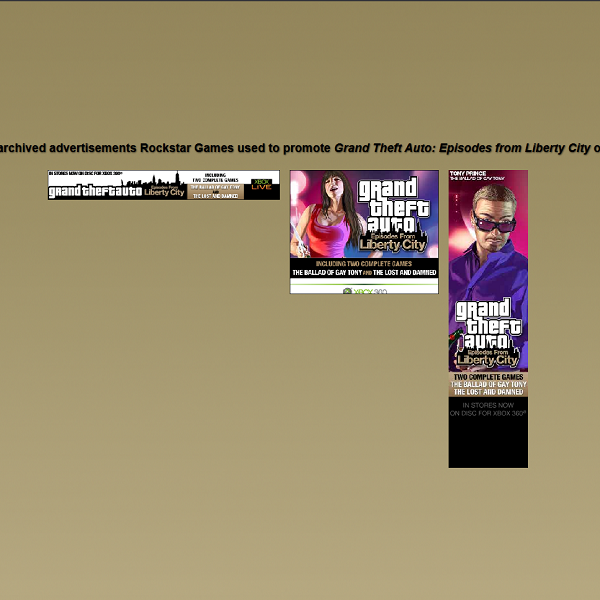 archived advertisements Rockstar Games used to promote Grand Theft Auto: Episodes from Liberty City o
IN STORES NOW ON DISC FOR XBOX 360®
grand theft auto
Episodes From
Liberty City
INCLUDING
TWO COMPLETE GAMES
THE BALLAD OF GAY TONY
THE LOST AND DAMNED
XBOX
LIVE
grand
theft
auto
Episodes From
Liberty City
INCLUDING TWO COMPLETE GAMES
THE BALLAD OF GAY TONY AND THE LOST AND DAMNED
XBOX 360
TONY PRINCE
THE BALLAD OF GAY TONY
grand
theft
auto
Episodes From
Liberty City
TWO COMPLETE GAMES
THE BALLAD OF GAY TONY
THE LOST AND DAMNED
IN STORES NOW
ON DISC FOR XBOX 360®